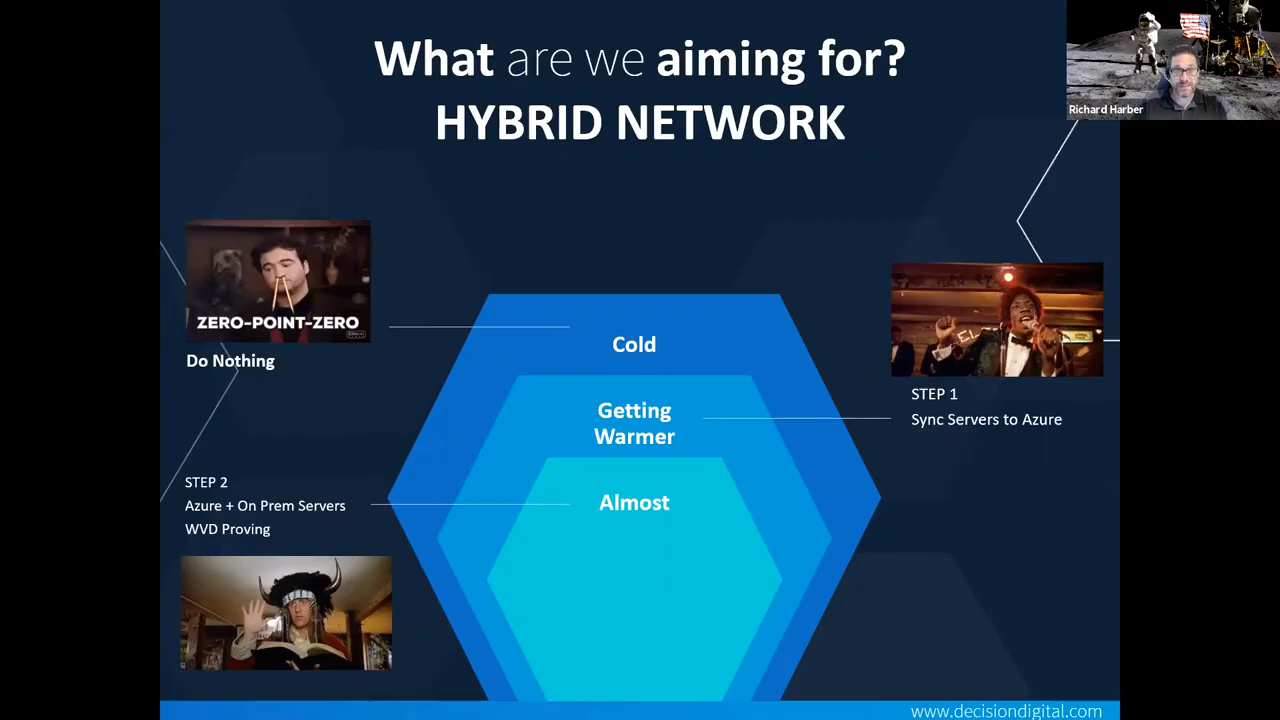 What are we aiming for?
HYBRID NETWORK
Richard Harber
ZERO-POINT-ZERO
Do Nothing
Cold
Getting
Warmer
STEP 1
Sync Servers to Azure
STEP 2
Azure + On Prem Servers
WVD Proving
Almost
www.decisiondigital.com